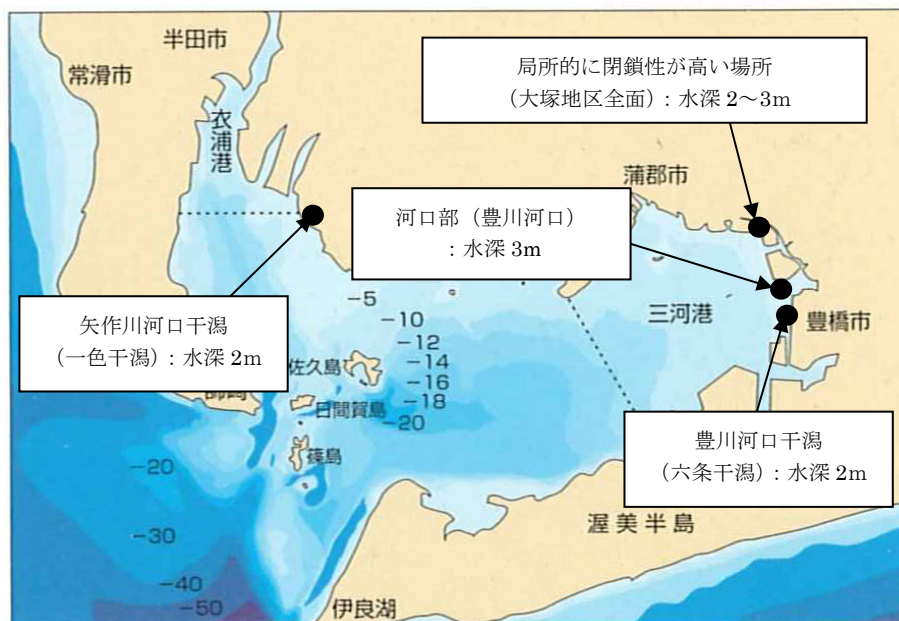 半田市
常滑市
衣浦港
局所的に閉鎖性が高い場所
（大塚地区全面）：水深 2～3m
蒲郡市
河口部（豊川河口）
：水深 3m
矢作川河口干潟
（一色干潟）：水深 2m
三河港
豊橋市
-5
-10
-12
-14
-16
-18
-20
佐久島
師崎
日間賀島
篠島
豊川河口干潟
（六条干潟）：水深 2m
-20
-30
-40
-50
渥美半島
伊良湖